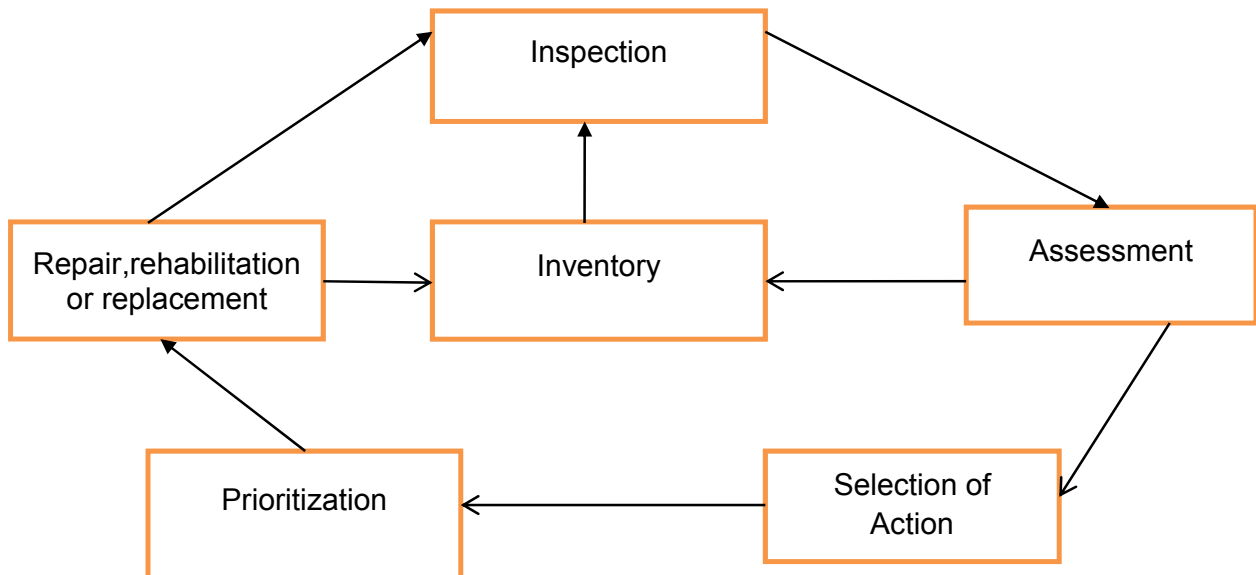 Inspection
Repair,rehabilitation
or replacement
Inventory
Assessment
Prioritization
Selection of
Action